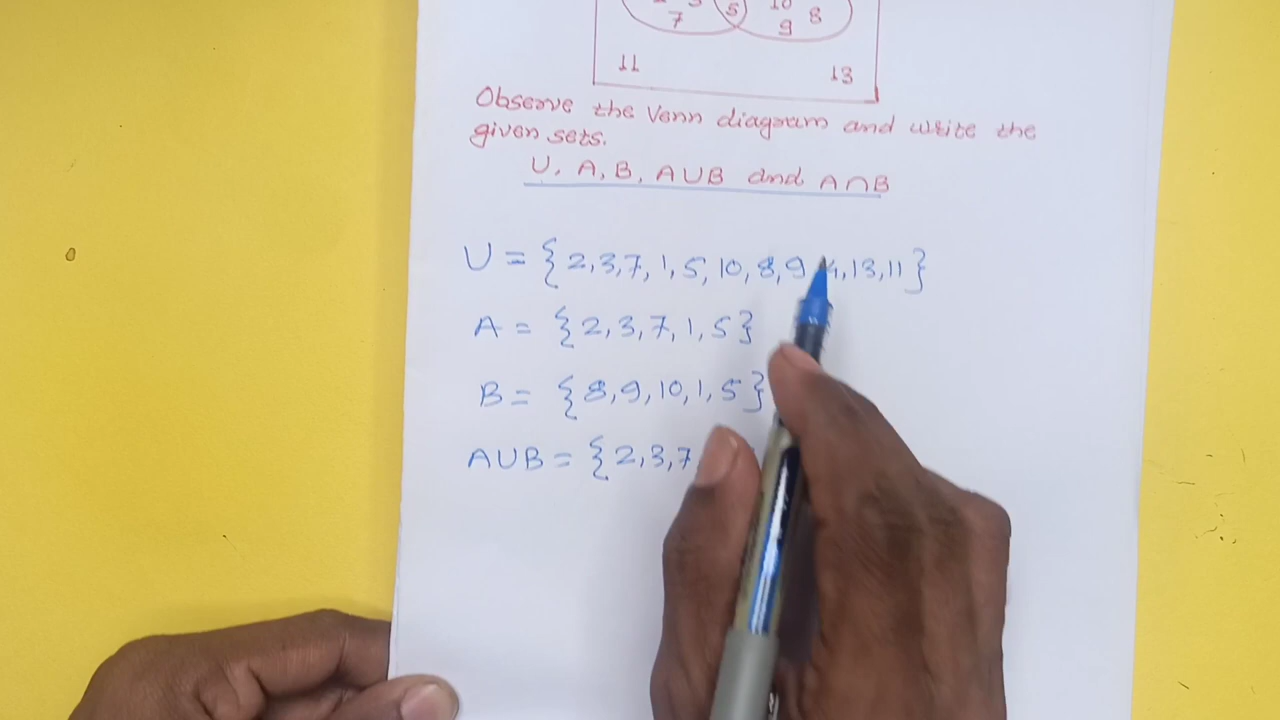 5 10
7 9 8
11 13
Observe the Venn diagram and write the
given sets.
U, A, B, A∪B and A∩B
U = {2,3,7,1,5,10,8,9,4,13,11}
A = {2,3,7,1,5}
B = {8,9,10,1,5}
A∪B = {2,3,7